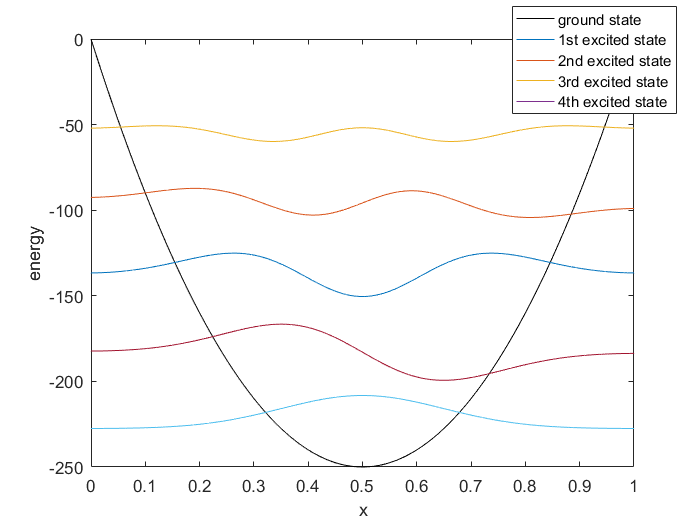 ground state
1st excited state
2nd excited state
3rd excited state
4th excited state
0
-50
-100
-150
-200
-250
energy
0 0.1 0.2 0.3 0.4 0.5 0.6 0.7 0.8 0.9 1
x